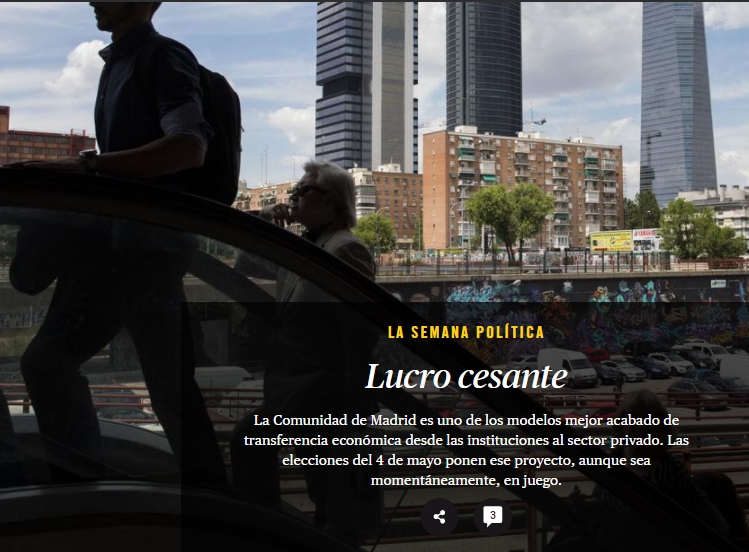 LA SEMANA POLÍTICA
Lucro cesante
La Comunidad de Madrid es uno de los modelos mejor acabado de
transferencia económica desde las instituciones al sector privado. Las
elecciones del 4 de mayo ponen ese proyecto, aunque sea
momentáneamente, en juego.
3